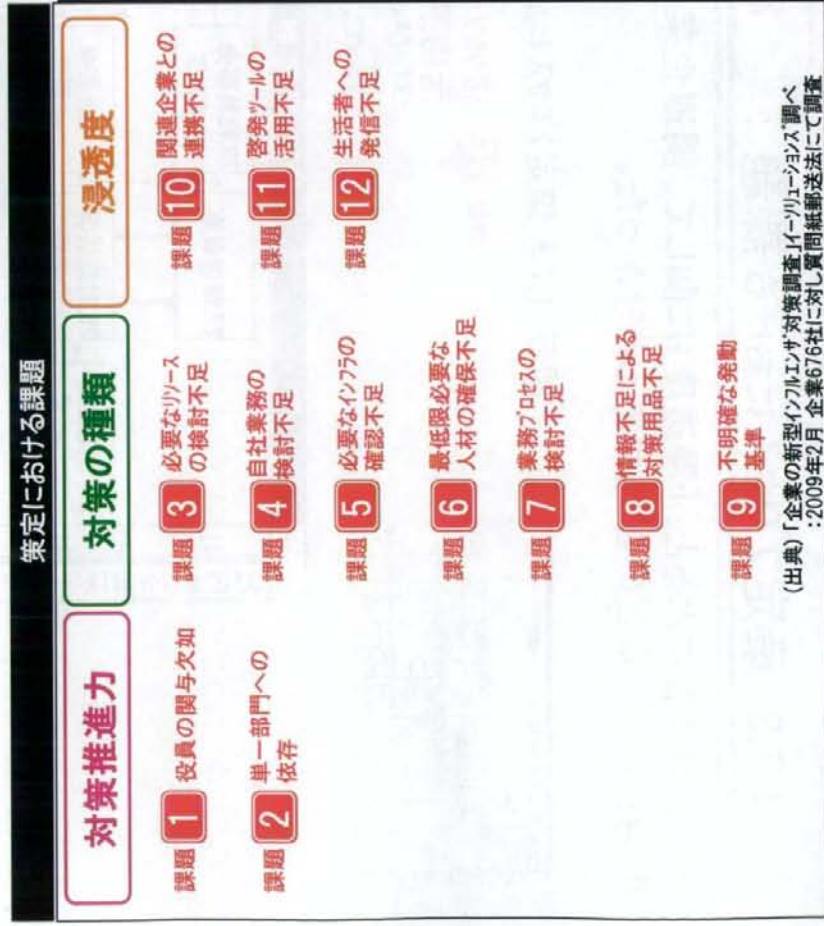 策定における課題
対策推進力
課題 1 役員の関与欠如
課題 2 単一部門への
依存
対策の種類
課題 3 必要なリソース
の検討不足
課題 4 自社業務の
検討不足
課題 5 必要なインフラの
確認不足
課題 6 最低限必要な
人材の確保不足
課題 7 業務プロセスの
検討不足
課題 8 情報不足による
対策用品不足
課題 9 不明確な発動
基準
浸透度
課題 10 関連企業との
連携不足
課題 11 啓発ツールの
活用不足
課題 12 生活者への
発信不足
(出典)「企業の新型インフルエンザ対策調査」イーソリューションズ調べ
:2009年2月 企業676社に対し質問紙郵送法にて調査